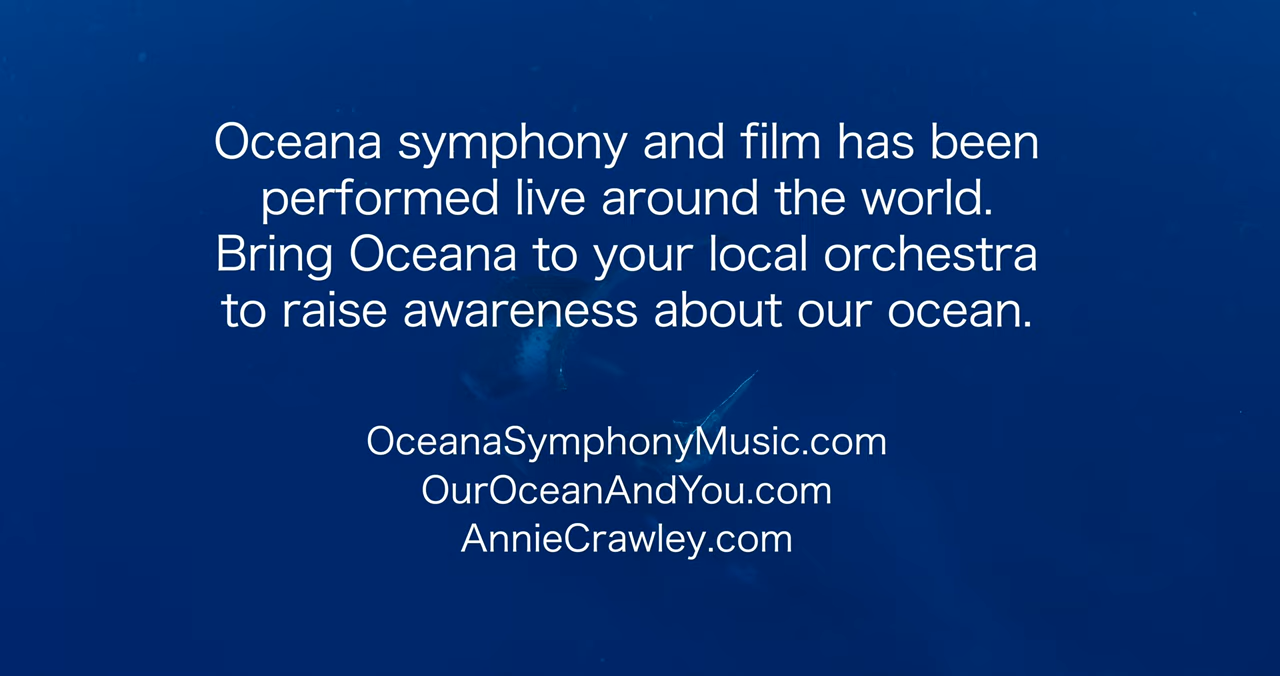 Oceana symphony and film has been
performed live around the world.
Bring Oceana to your local orchestra
to raise awareness about our ocean.
OceanaSymphonyMusic.com
OurOceanAndYou.com
AnnieCrawley.com